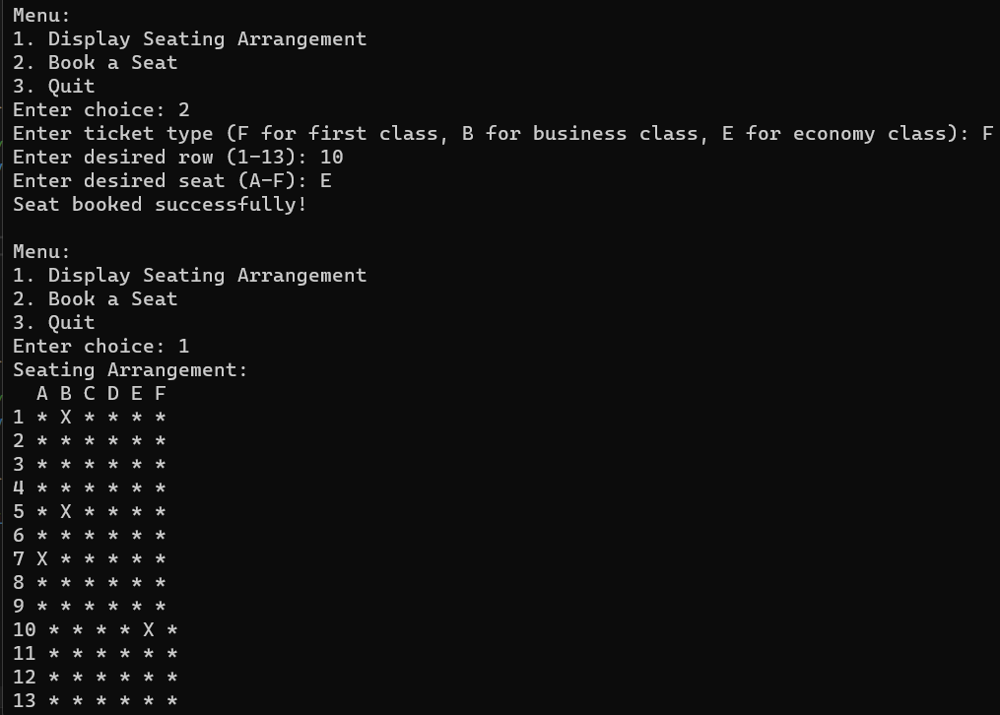 Menu:
1. Display Seating Arrangement
2. Book a Seat
3. Quit
Enter choice: 2
Enter ticket type (F for first class, B for business class, E for economy class): F
Enter desired row (1-13): 10
Enter desired seat (A-F): E
Seat booked successfully!

Menu:
1. Display Seating Arrangement
2. Book a Seat
3. Quit
Enter choice: 1
Seating Arrangement:
  A B C D E F
1 * X * * * *
2 * * * * * *
3 * * * * * *
4 * * * * * *
5 * X * * * *
6 * * * * * *
7 X * * * * *
8 * * * * * *
9 * * * * * *
10 * * * * X *
11 * * * * * *
12 * * * * * *
13 * * * * * *